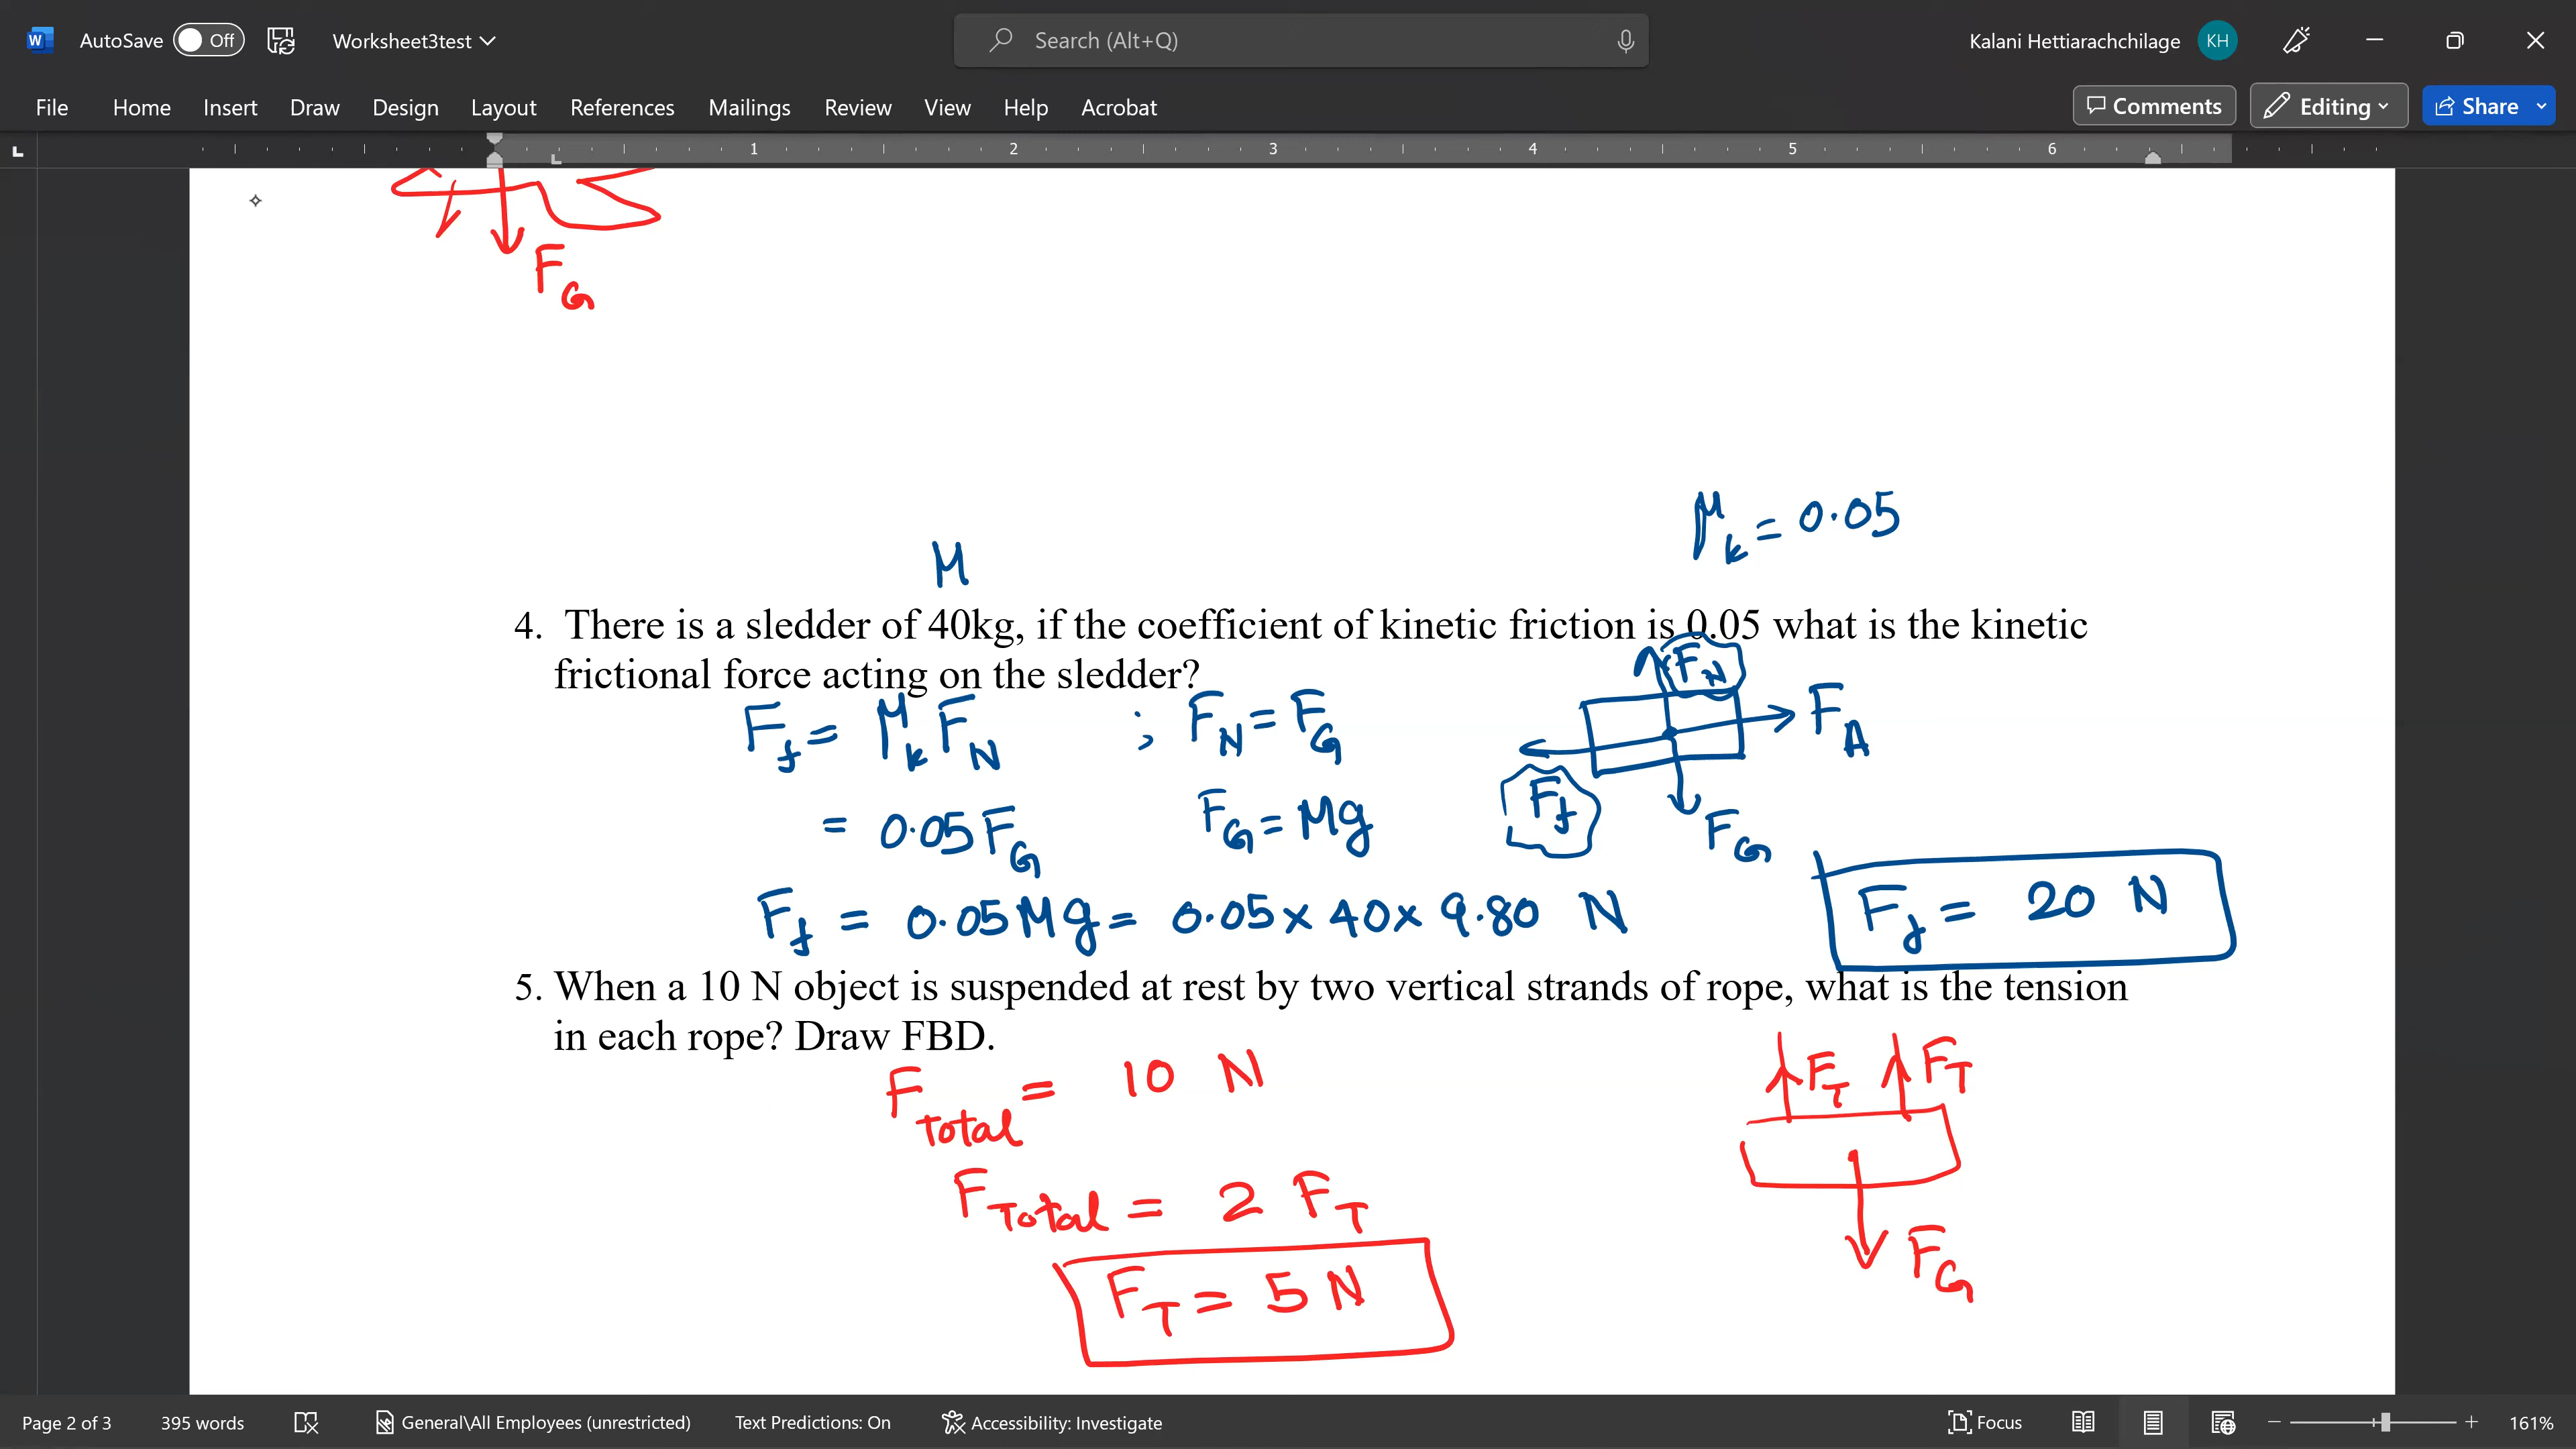 AutoSave Off Worksheet3test Search (Alt+Q) Kalani Hettiarachchilage KH
File Home Insert Draw Design Layout References Mailings Review View Help Acrobat Comments Editing Share
1 2 3 4 5 6
F_G
μ_k = 0.05
M
4. There is a sledder of 40kg, if the coefficient of kinetic friction is 0.05 what is the kinetic
frictional force acting on the sledder?
F_N
F_f = μ_k F_N ; F_N = F_G
F_A
= 0.05 F_G F_G = Mg
F_f
F_G
F_f = 0.05 Mg = 0.05 × 40 × 9.80 N
F_f = 20 N
5. When a 10 N object is suspended at rest by two vertical strands of rope, what is the tension
in each rope? Draw FBD.
F_Total = 10 N
F_T F_T
F_Total = 2 F_T
F_G
F_T = 5 N
Page 2 of 3 395 words General\All Employees (unrestricted) Text Predictions: On Accessibility: Investigate Focus 161%